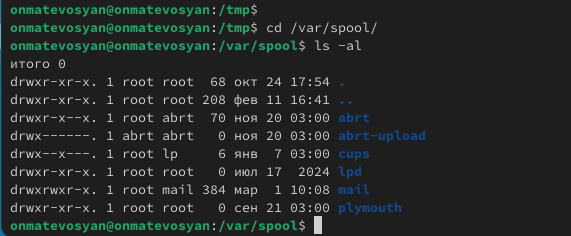 onmatevosyan@onmatevosyan:/tmp$
onmatevosyan@onmatevosyan:/tmp$ cd /var/spool/
onmatevosyan@onmatevosyan:/var/spool$ ls -al
итого 0
drwxr-xr-x. 1 root root  68 окт 24 17:54 .
drwxr-xr-x. 1 root root 208 фев 11 16:41 ..
drwxr-x--x. 1 root abrt  70 ноя 20 03:00 abrt
drwx------. 1 abrt abrt   0 ноя 20 03:00 abrt-upload
drwx--x---. 1 root lp     6 янв  7 03:00 cups
drwxr-xr-x. 1 root root   0 июл 17  2024 lpd
drwxrwxr-x. 1 root mail 384 мар  1 10:08 mail
drwxr-xr-x. 1 root root   0 сен 21 03:00 plymouth
onmatevosyan@onmatevosyan:/var/spool$